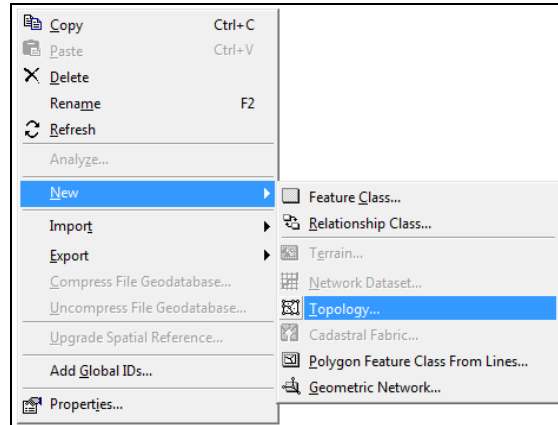 Copy Ctrl+C
Paste Ctrl+V
Delete
Rename F2
Refresh
Analyze...
New
Import
Export
Compress File Geodatabase...
Uncompress File Geodatabase...
Upgrade Spatial Reference...
Add Global IDs...
Properties...
Feature Class...
Relationship Class...
Terrain...
Network Dataset...
Topology...
Cadastral Fabric...
Polygon Feature Class From Lines...
Geometric Network...